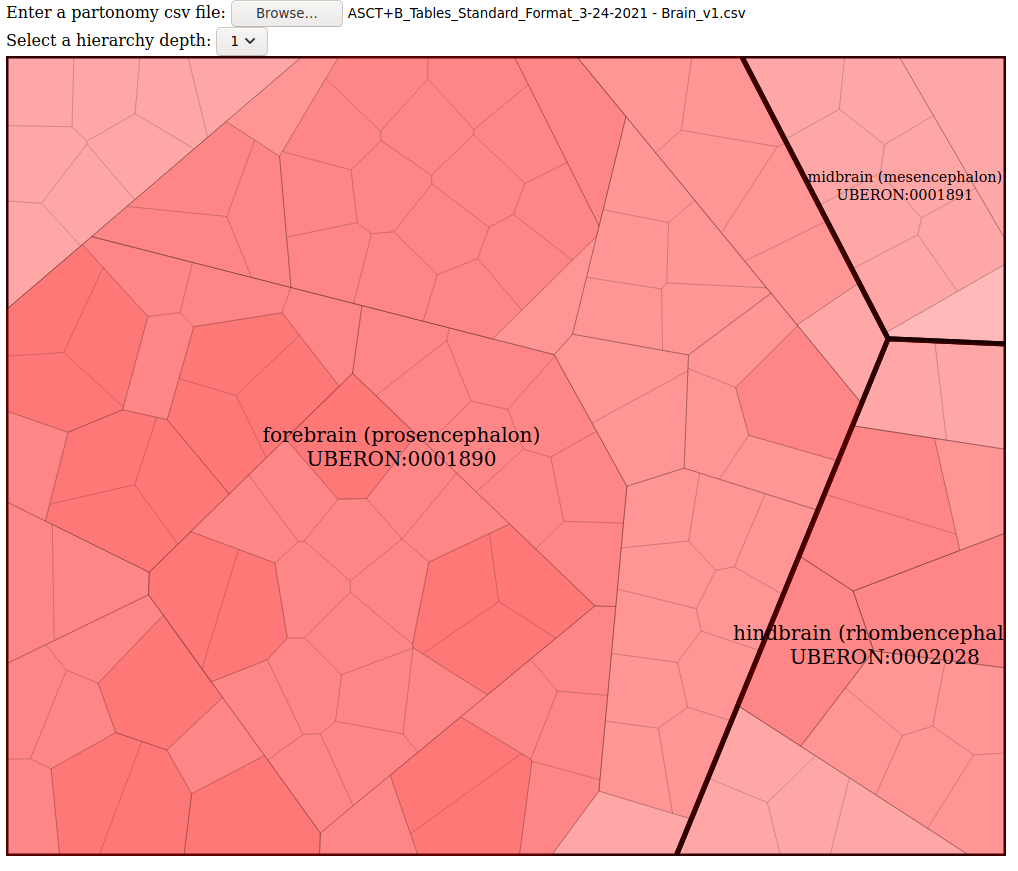 Enter a partonomy csv file: Browse... ASCT+B_Tables_Standard_Format_3-24-2021 - Brain_v1.csv
Select a hierarchy depth: 1
midbrain (mesencephalon)
UBERON:0001891
forebrain (prosencephalon)
UBERON:0001890
hindbrain (rhombencephal
UBERON:0002028